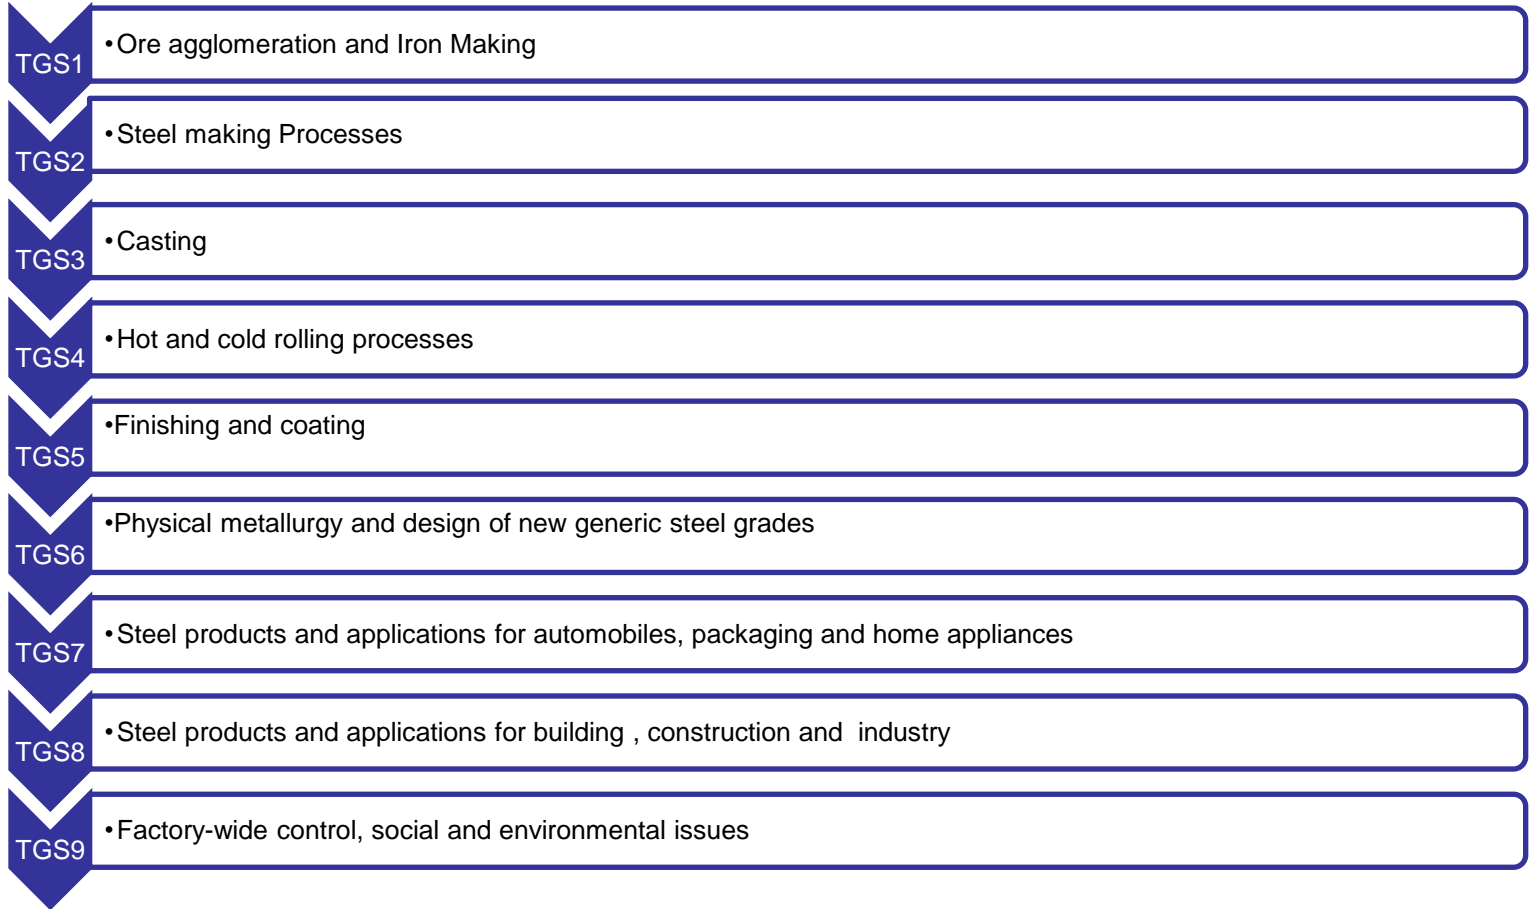 TGS1
•Ore agglomeration and Iron Making
TGS2
•Steel making Processes
TGS3
•Casting
TGS4
•Hot and cold rolling processes
TGS5
•Finishing and coating
TGS6
•Physical metallurgy and design of new generic steel grades
TGS7
•Steel products and applications for automobiles, packaging and home appliances
TGS8
•Steel products and applications for building , construction and  industry
TGS9
•Factory-wide control, social and environmental issues